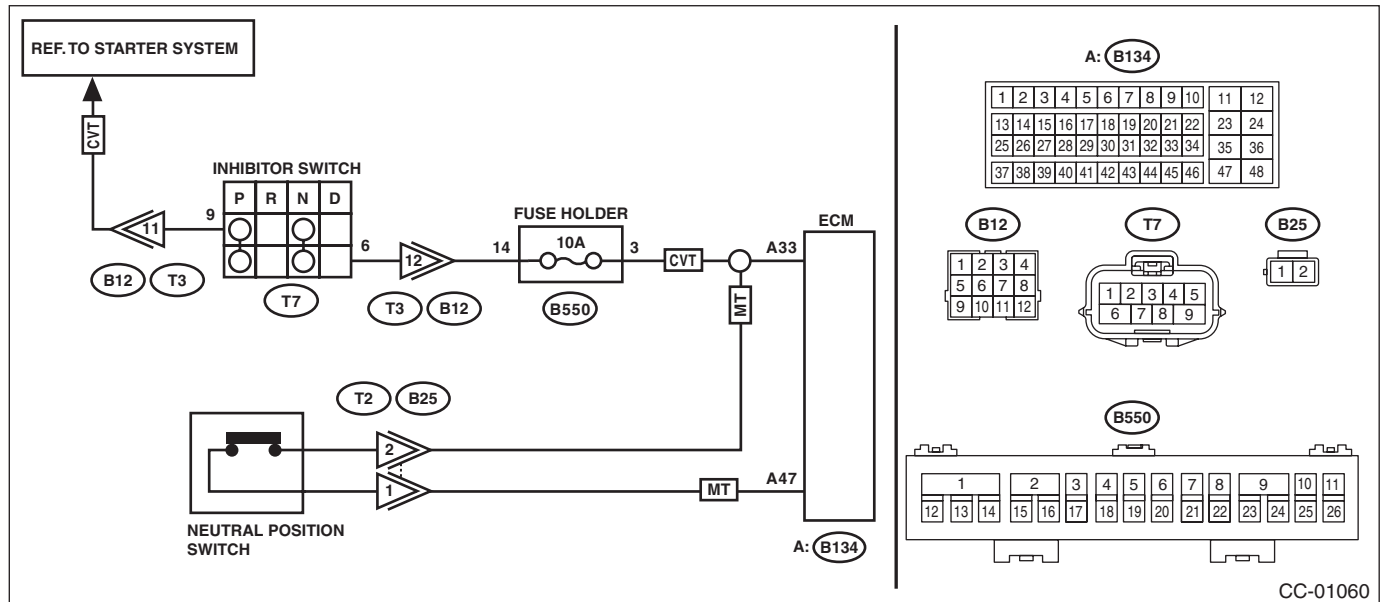 REF. TO STARTER SYSTEM
CVT
INHIBITOR SWITCH
P R N D
9
11
B12 T3
T7
6
12
T3 B12
FUSE HOLDER
14
10A
3
B550
CVT
MT
A33
ECM
T2 B25
2
1
MT
A47
NEUTRAL POSITION
SWITCH
A: B134
A: B134
1 2 3 4 5 6 7 8 9 10 11 12
13 14 15 16 17 18 19 20 21 22 23 24
25 26 27 28 29 30 31 32 33 34 35 36
37 38 39 40 41 42 43 44 45 46 47 48
B12
1 2 3 4
5 6 7 8
9 10 11 12
T7
1 2 3 4 5
6 7 8 9
B25
1 2
B550
1 2 3 4 5 6 7 8 9 10 11
12 13 14 15 16 17 18 19 20 21 22 23 24 25 26
CC-01060